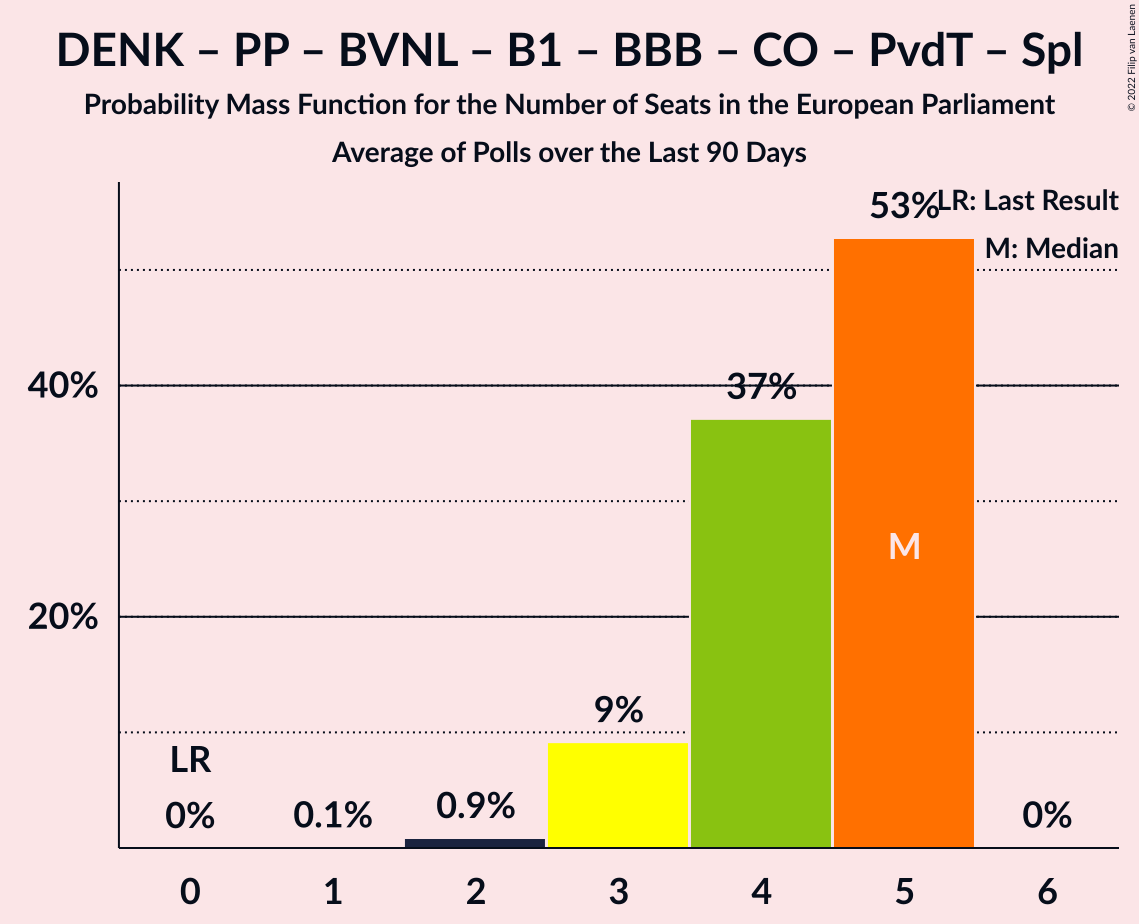 DENK – PP – BVNL – B1 – BBB – CO – PvdT – Spl
Probability Mass Function for the Number of Seats in the European Parliament
Average of Polls over the Last 90 Days
© 2022 Filip van Laenen
LR: Last Result
M: Median
53%
40%
37%
M
20%
9%
LR
0%
0.1%
0.9%
0%
0 1 2 3 4 5 6